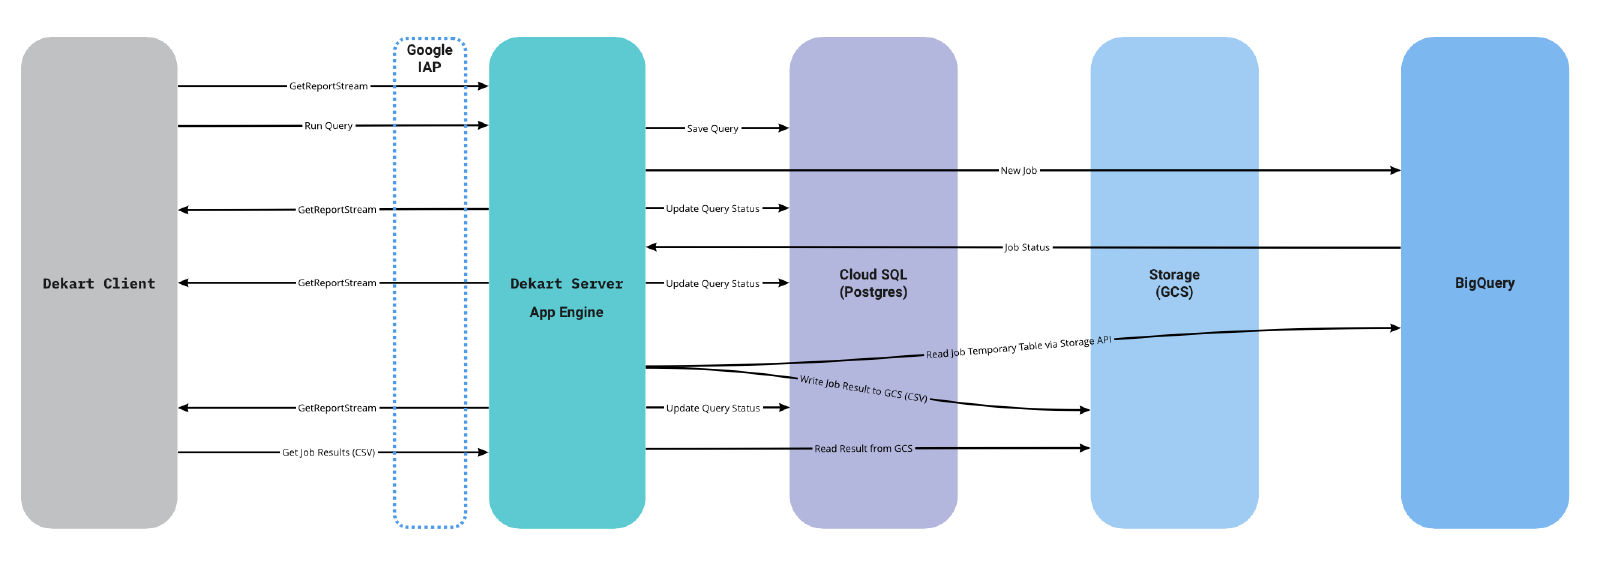 Google
IAP
GetReportStream
Run Query
Save Query
New Job
GetReportStream
Update Query Status
Job Status
Dekart Client
GetReportStream
Dekart Server
App Engine
Update Query Status
Cloud SQL
(Postgres)
Storage
(GCS)
BigQuery
Read Job Temporary Table via Storage API
Write Job Result to GCS (CSV)
GetReportStream
Update Query Status
Get Job Results (CSV)
Read Result from GCS